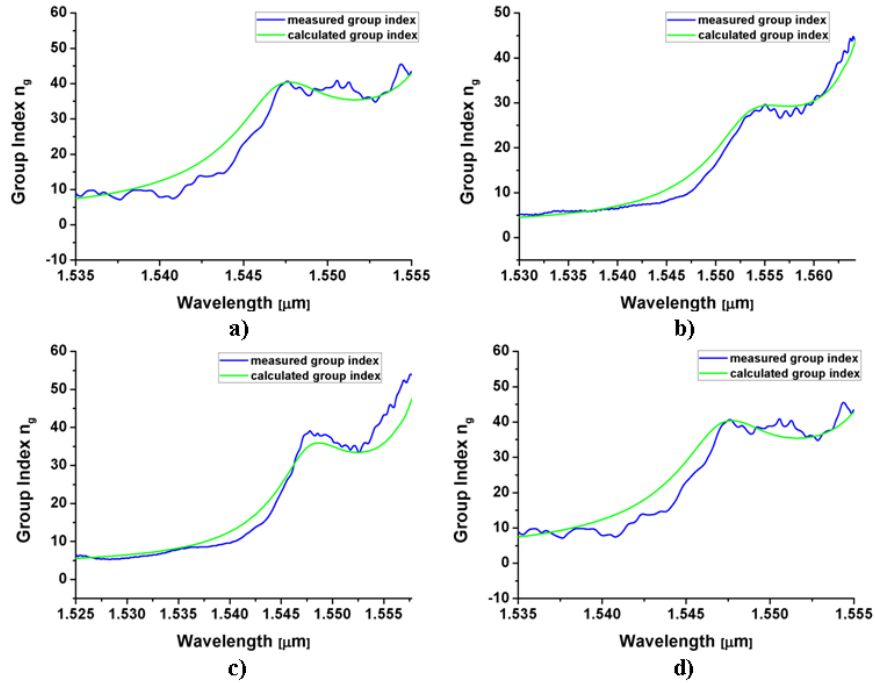 measured group index
calculated group index
Group Index ng
60
50
40
30
20
10
0
-10
1.535 1.540 1.545 1.550 1.555
Wavelength [μm]
a)
measured group index
calculated group index
Group Index ng
50
40
30
20
10
0
1.530 1.535 1.540 1.545 1.550 1.555 1.560
Wavelength [μm]
b)
measured group index
calculated group index
Group Index ng
60
50
40
30
20
10
0
1.525 1.530 1.535 1.540 1.545 1.550 1.555
Wavelength [μm]
c)
measured group index
calculated group index
Group Index ng
60
50
40
30
20
10
0
-10
1.535 1.540 1.545 1.550 1.555
Wavelength [μm]
d)